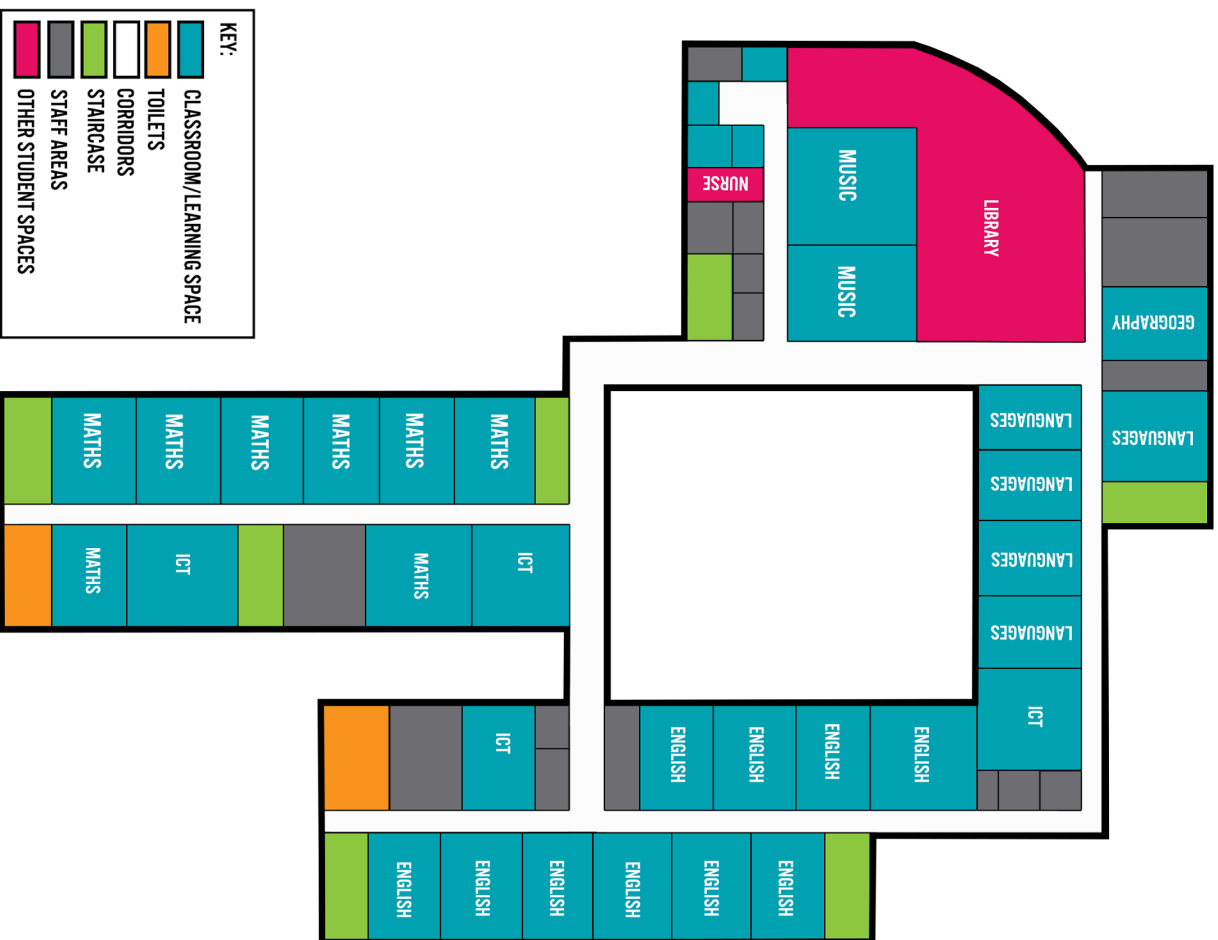 KEY:
CLASSROOM/LEARNING SPACE
TOILETS
CORRIDORS
STAIRCASE
STAFF AREAS
OTHER STUDENT SPACES
NURSE
MUSIC
MUSIC
LIBRARY
GEOGRAPHY
LANGUAGES
LANGUAGES
LANGUAGES
LANGUAGES
LANGUAGES
ICT
MATHS
MATHS
MATHS
MATHS
MATHS
MATHS
MATHS
ICT
MATHS
ICT
ICT
ENGLISH
ENGLISH
ENGLISH
ENGLISH
ENGLISH
ENGLISH
ENGLISH
ENGLISH
ENGLISH
ENGLISH